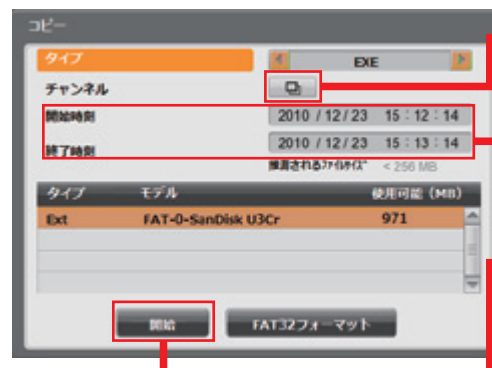 コピー
タイプ EXE
チャンネル
開始時刻 2010 / 12 / 23 15 : 12 : 14
終了時刻 2010 / 12 / 23 15 : 13 : 14
推測されるファイルサイズ < 256 MB
タイプ モデル 使用可能 (MB)
Ext FAT-0-SanDisk U3Cr 971
開始 FAT32フォーマット